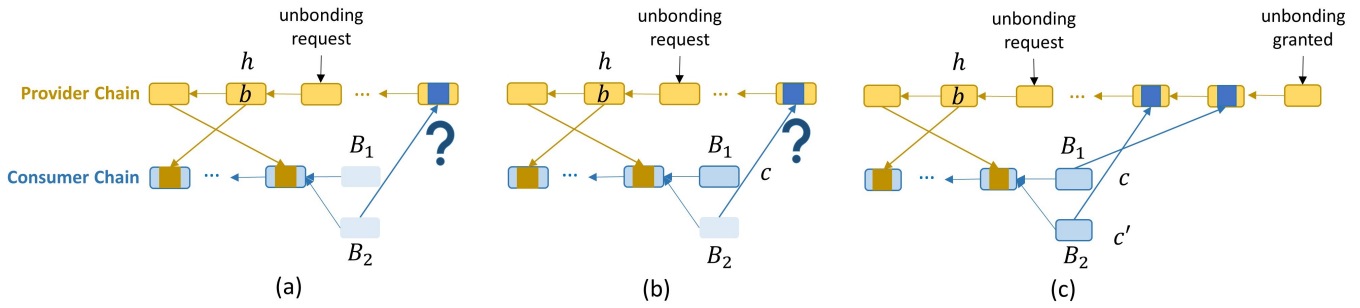 unbonding
request
h
Provider Chain
b
...
?
B₁
Consumer Chain
...
B₂
(a)
unbonding
request
h
b
...
?
B₁
c
...
B₂
(b)
unbonding
request
unbonding
granted
h
b
...
B₁
c
...
c′
B₂
(c)